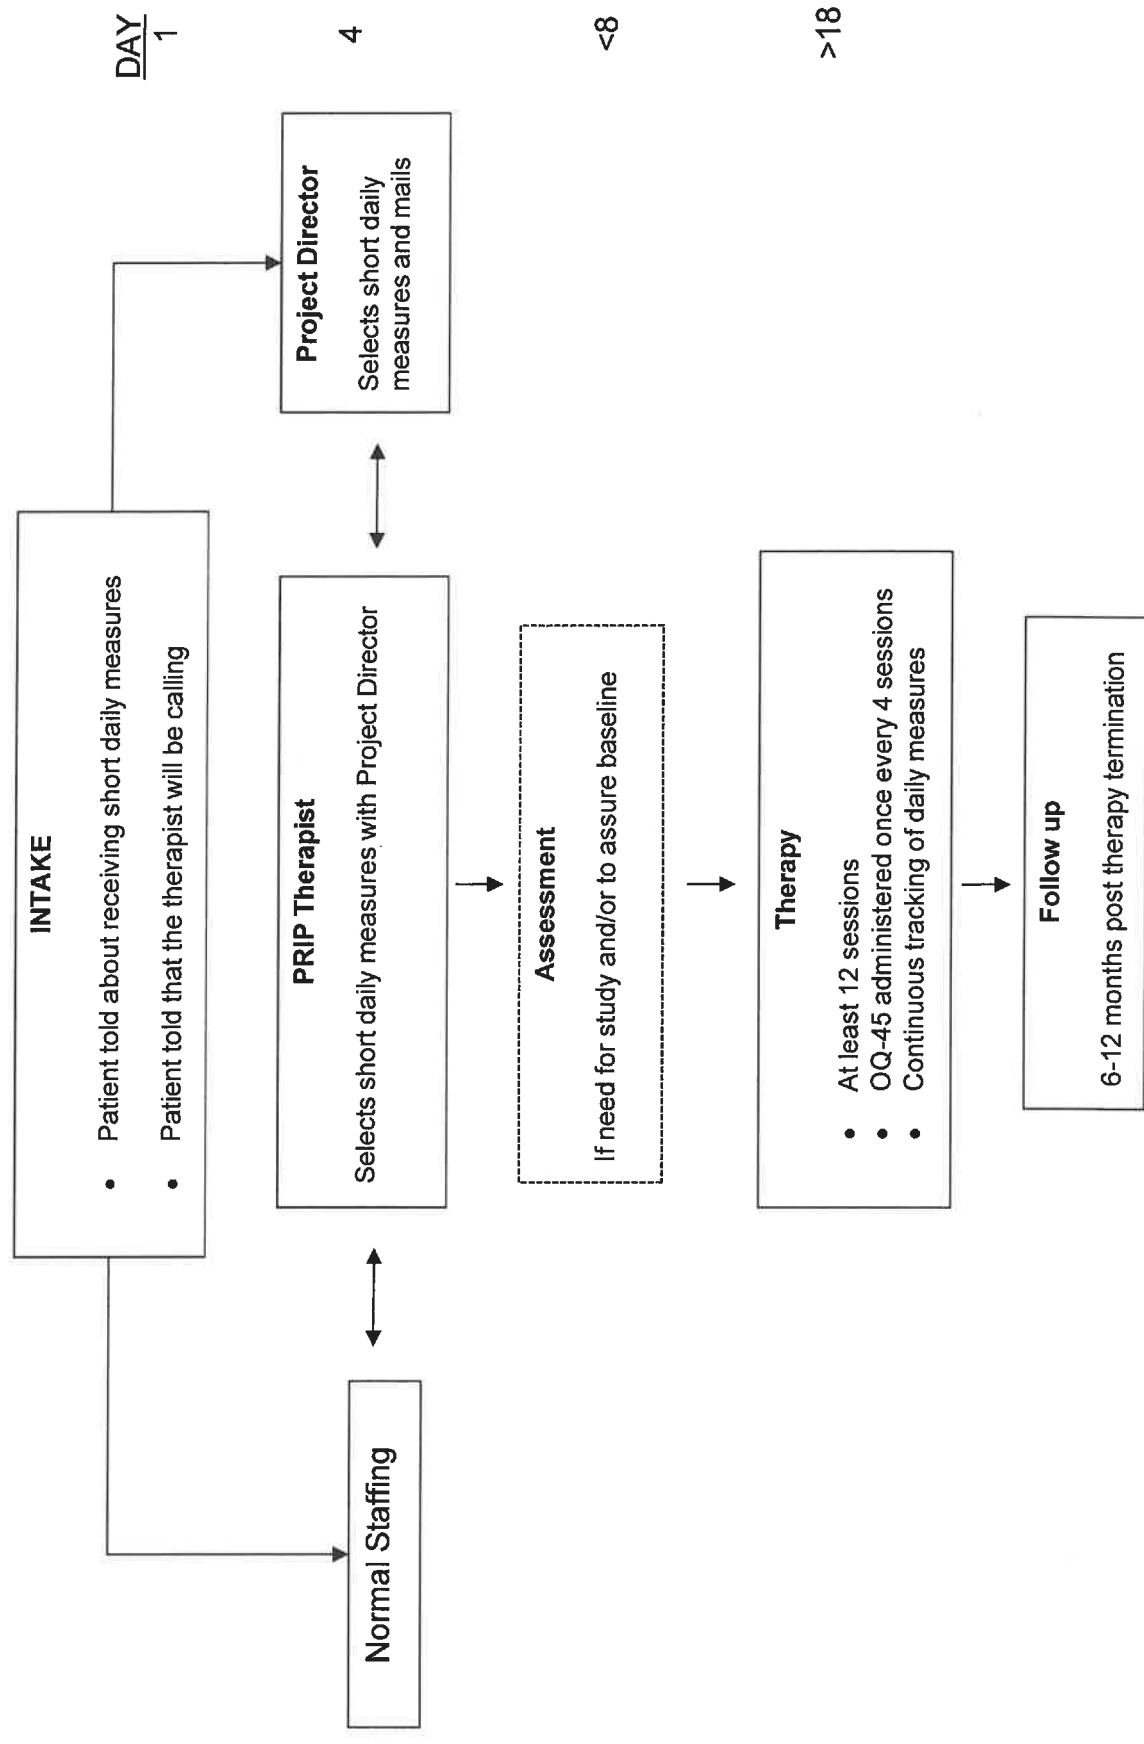 DAY
1
INTAKE
• Patient told about receiving short daily measures
• Patient told that the therapist will be calling
4
Normal Staffing
PRIP Therapist
Selects short daily measures with Project Director
Project Director
Selects short daily
measures and mails
<8
Assessment
If need for study and/or to assure baseline
>18
Therapy
• At least 12 sessions
• OQ-45 administered once every 4 sessions
• Continuous tracking of daily measures
Follow up
6-12 months post therapy termination